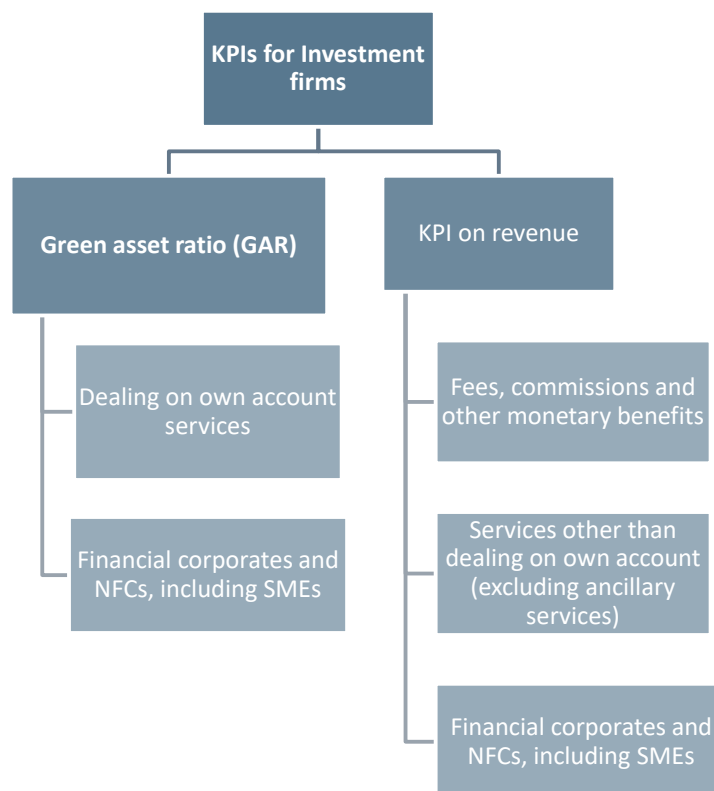 KPIs for Investment
firms
Green asset ratio (GAR)
Dealing on own account
services
Financial corporates and
NFCs, including SMEs
KPI on revenue
Fees, commissions and
other monetary benefits
Services other than
dealing on own account
(excluding ancillary
services)
Financial corporates and
NFCs, including SMEs